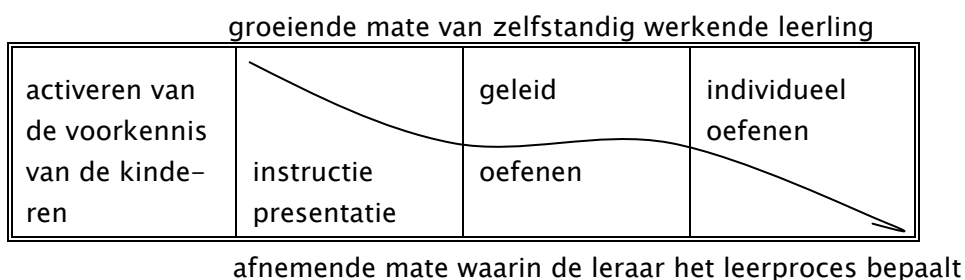 groeiende mate van zelfstandig werkende leerling
activeren van
de voorkennis
van de kinde-
ren
instructie
presentatie
geleid
oefenen
individueel
oefenen
afnemende mate waarin de leraar het leerproces bepaalt